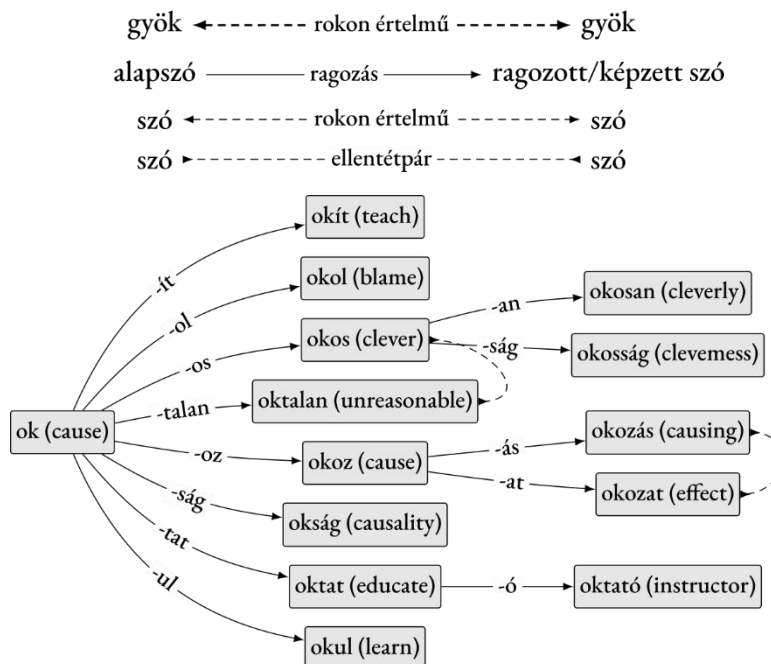 gyök rokon értelmű gyök
alapszó ragozás ragozott/képzett szó
szó rokon értelmű szó
szó ellentétpár szó
okít (teach)
-ít
okol (blame)
-ol
okos (clever)
-os
-an
okosan (cleverly)
-ság
okosság (clevemess)
oktalan (unreasonable)
-talan
ok (cause)
-oz
okoz (cause)
-ás
okozás (causing)
-at
okozat (effect)
-ság
okság (causality)
-tat
oktat (educate)
-ó
oktató (instructor)
-ul
okul (learn)